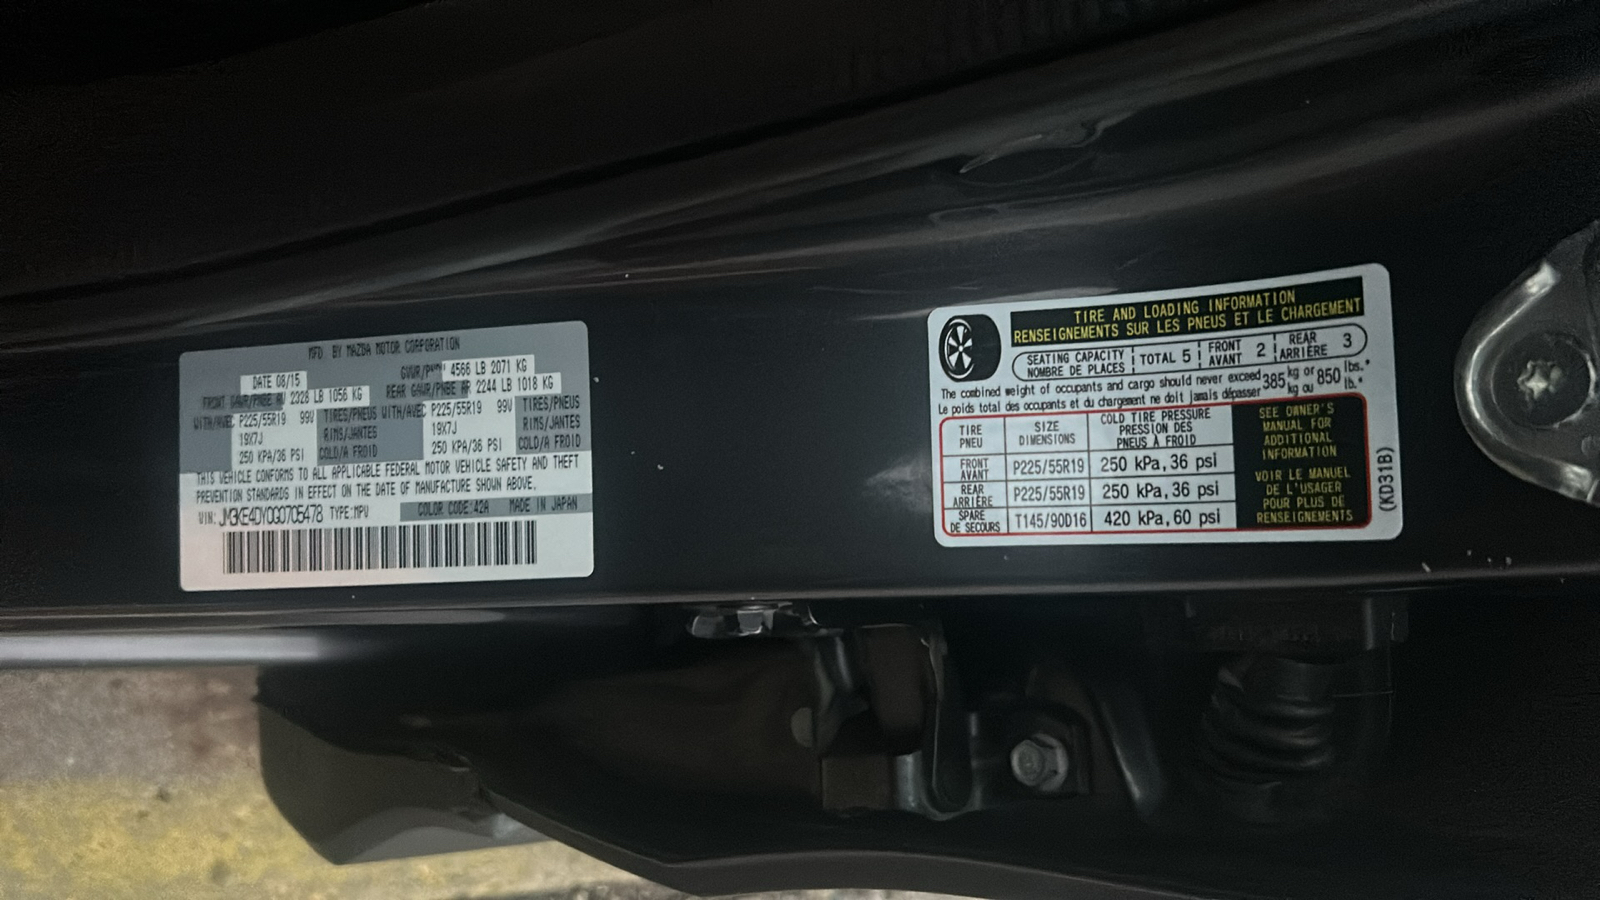 MFD. BY MAZDA MOTOR CORPORATION
DATE 08/15 GVWR/PNBV 4566 LB 2071 KG
FRONT GAWR/PNBE AV 2328 LB 1056 KG REAR GAWR/PNBE AR 2244 LB 1018 KG
WITH/AVEC P225/55R19 99V TIRES/PNEUS WITH/AVEC P225/55R19 99V TIRES/PNEUS
19X7J RIMS/JANTES 19X7J RIMS/JANTES
250 KPA/36 PSI COLD/A FROID 250 KPA/36 PSI COLD/A FROID
THIS VEHICLE CONFORMS TO ALL APPLICABLE FEDERAL MOTOR VEHICLE SAFETY AND THEFT
PREVENTION STANDARDS IN EFFECT ON THE DATE OF MANUFACTURE SHOWN ABOVE.
VIN: JM3KE4DY0G0705478 TYPE:MPV COLOR CODE:42A MADE IN JAPAN
TIRE AND LOADING INFORMATION
RENSEIGNEMENTS SUR LES PNEUS ET LE CHARGEMENT
SEATING CAPACITY
NOMBRE DE PLACES
TOTAL 5
FRONT
AVANT
2
REAR
ARRIÈRE
3
The combined weight of occupants and cargo should never exceed 385 kg or 850 lbs."
Le poids total des occupants et du chargement ne doit jamais dépasser kg ou lb."
TIRE
PNEU
SIZE
DIMENSIONS
COLD TIRE PRESSURE
PRESSION DES
PNEUS À FROID
FRONT
AVANT
P225/55R19
250 kPa, 36 psi
REAR
ARRIÈRE
P225/55R19
250 kPa, 36 psi
SPARE
DE SECOURS
T145/90D16
420 kPa, 60 psi
SEE OWNER'S
MANUAL FOR
ADDITIONAL
INFORMATION
VOIR LE MANUEL
DE L'USAGER
POUR PLUS DE
RENSEIGNEMENTS
(KD31B)